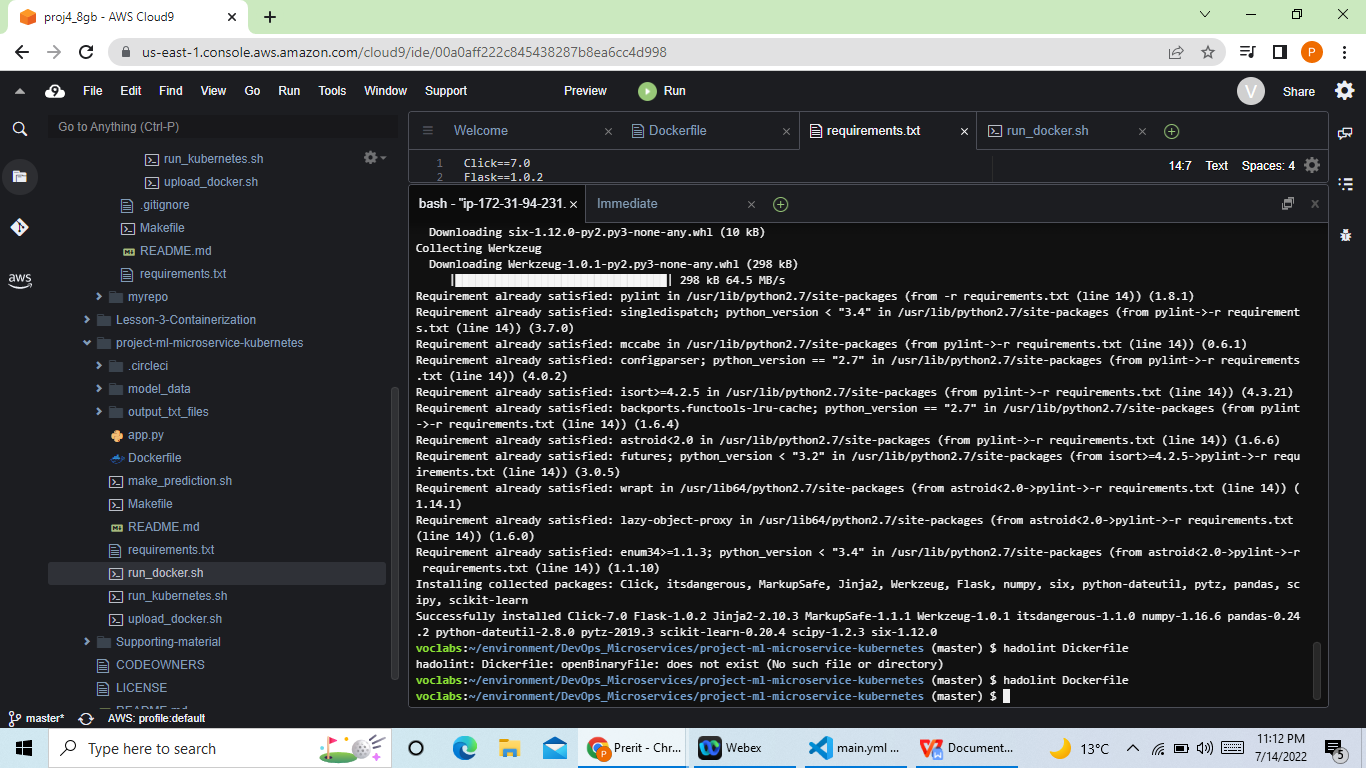 proj4_8gb - AWS Cloud9
us-east-1.console.aws.amazon.com/cloud9/ide/00a0aff222c845438287b8ea6cc4d998
P
File Edit Find View Go Run Tools Window Support Preview Run V Share
Go to Anything (Ctrl-P)
run_kubernetes.sh
upload_docker.sh
.gitignore
Makefile
README.md
requirements.txt
myrepo
Lesson-3-Containerization
project-ml-microservice-kubernetes
.circleci
model_data
output_txt_files
app.py
Dockerfile
make_prediction.sh
Makefile
README.md
requirements.txt
run_docker.sh
run_kubernetes.sh
upload_docker.sh
Supporting-material
CODEOWNERS
LICENSE
README.md
aws
Welcome Dockerfile requirements.txt run_docker.sh
1 Click==7.0
2 Flask==1.0.2
14:7 Text Spaces: 4
bash - "ip-172-31-94-231. Immediate
Downloading six-1.12.0-py2.py3-none-any.whl (10 kB)
Collecting Werkzeug
Downloading Werkzeug-1.0.1-py2.py3-none-any.whl (298 kB)
| | 298 kB 64.5 MB/s
Requirement already satisfied: pylint in /usr/lib/python2.7/site-packages (from -r requirements.txt (line 14)) (1.8.1)
Requirement already satisfied: singledispatch; python_version < "3.4" in /usr/lib/python2.7/site-packages (from pylint->-r requirement
s.txt (line 14)) (3.7.0)
Requirement already satisfied: mccabe in /usr/lib/python2.7/site-packages (from pylint->-r requirements.txt (line 14)) (0.6.1)
Requirement already satisfied: configparser; python_version == "2.7" in /usr/lib/python2.7/site-packages (from pylint->-r requirements
.txt (line 14)) (4.0.2)
Requirement already satisfied: isort>=4.2.5 in /usr/lib/python2.7/site-packages (from pylint->-r requirements.txt (line 14)) (4.3.21)
Requirement already satisfied: backports.functools-lru-cache; python_version == "2.7" in /usr/lib/python2.7/site-packages (from pylint
->-r requirements.txt (line 14)) (1.6.4)
Requirement already satisfied: astroid<2.0 in /usr/lib/python2.7/site-packages (from pylint->-r requirements.txt (line 14)) (1.6.6)
Requirement already satisfied: futures; python_version < "3.2" in /usr/lib/python2.7/site-packages (from isort>=4.2.5->pylint->-r requ
irements.txt (line 14)) (3.0.5)
Requirement already satisfied: wrapt in /usr/lib64/python2.7/site-packages (from astroid<2.0->pylint->-r requirements.txt (line 14)) (
1.14.1)
Requirement already satisfied: lazy-object-proxy in /usr/lib64/python2.7/site-packages (from astroid<2.0->pylint->-r requirements.txt
(line 14)) (1.6.0)
Requirement already satisfied: enum34>=1.1.3; python_version < "3.4" in /usr/lib/python2.7/site-packages (from astroid<2.0->pylint->-r
requirements.txt (line 14)) (1.1.10)
Installing collected packages: Click, itsdangerous, MarkupSafe, Jinja2, Werkzeug, Flask, numpy, six, python-dateutil, pytz, pandas, sc
ipy, scikit-learn
Successfully installed Click-7.0 Flask-1.0.2 Jinja2-2.10.3 MarkupSafe-1.1.1 Werkzeug-1.0.1 itsdangerous-1.1.0 numpy-1.16.6 pandas-0.24
.2 python-dateutil-2.8.0 pytz-2019.3 scikit-learn-0.20.4 scipy-1.2.3 six-1.12.0
voclabs:~/environment/DevOps_Microservices/project-ml-microservice-kubernetes (master) $ hadolint Dickerfile
hadolint: Dickerfile: openBinaryFile: does not exist (No such file or directory)
voclabs:~/environment/DevOps_Microservices/project-ml-microservice-kubernetes (master) $ hadolint Dockerfile
voclabs:~/environment/DevOps_Microservices/project-ml-microservice-kubernetes (master) $
master* AWS: profile:default
Type here to search
Prerit - Chr... Webex main.yml ... Document... 13°C 11:12 PM
7/14/2022
5